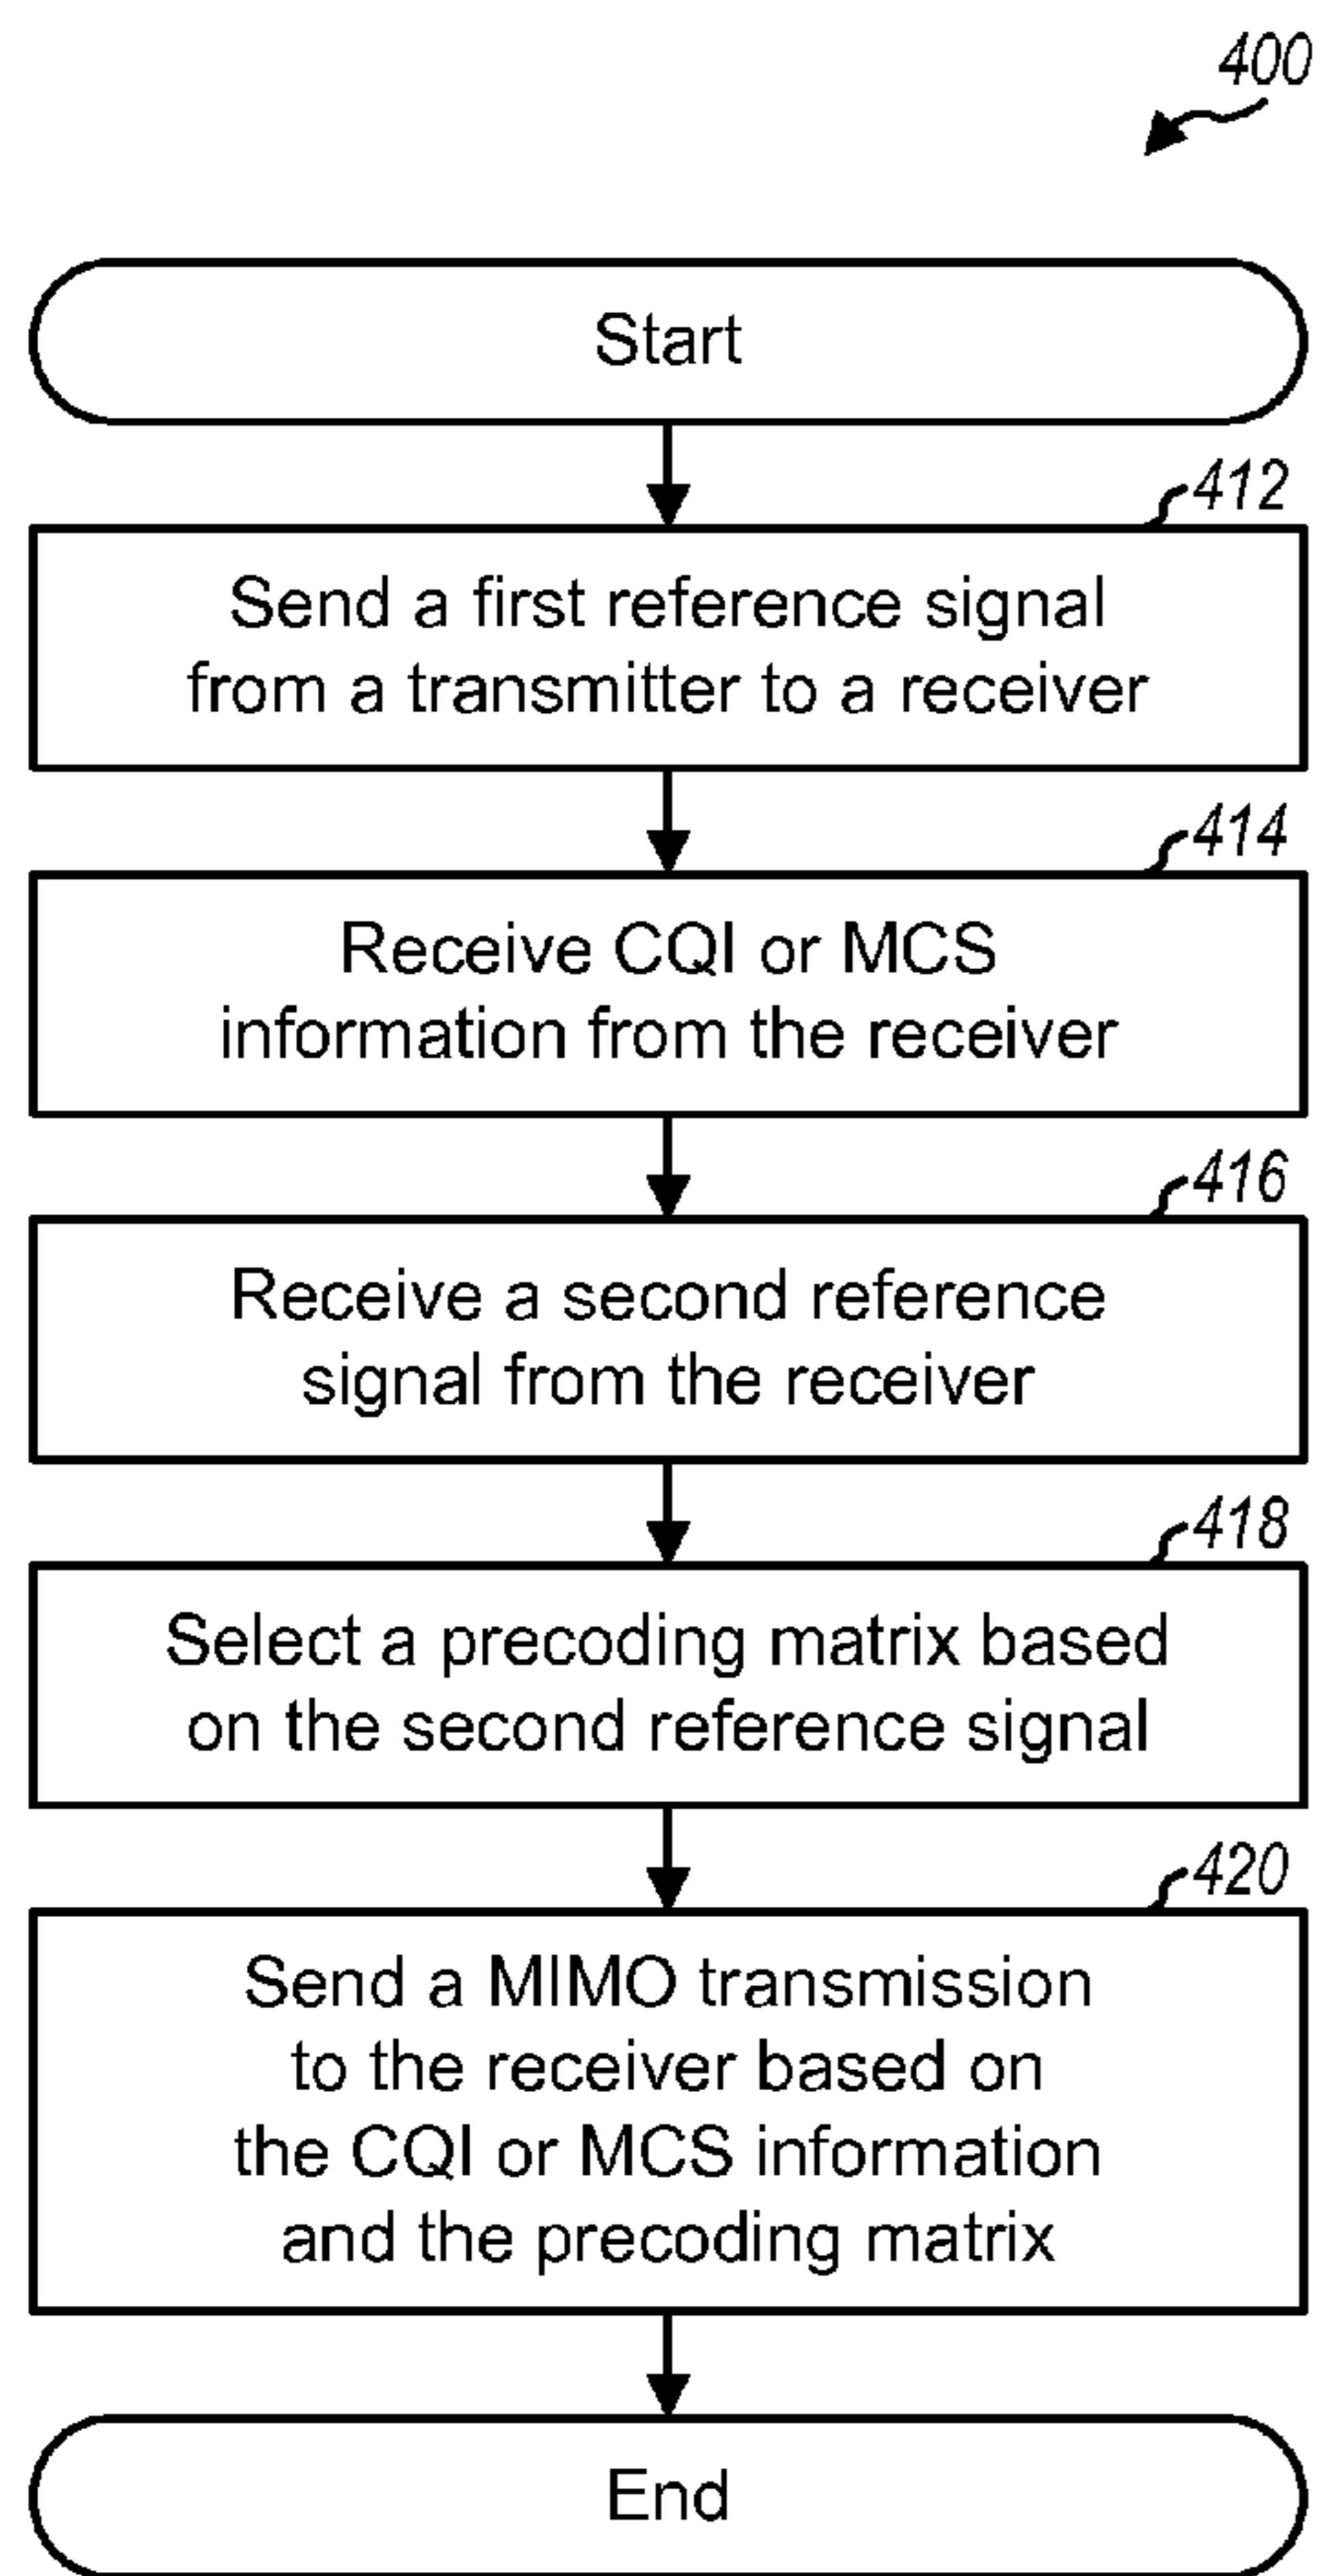 400
Start
412
Send a first reference signal
from a transmitter to a receiver
414
Receive CQI or MCS
information from the receiver
416
Receive a second reference
signal from the receiver
418
Select a precoding matrix based
on the second reference signal
420
Send a MIMO transmission
to the receiver based on
the CQI or MCS information
and the precoding matrix
End